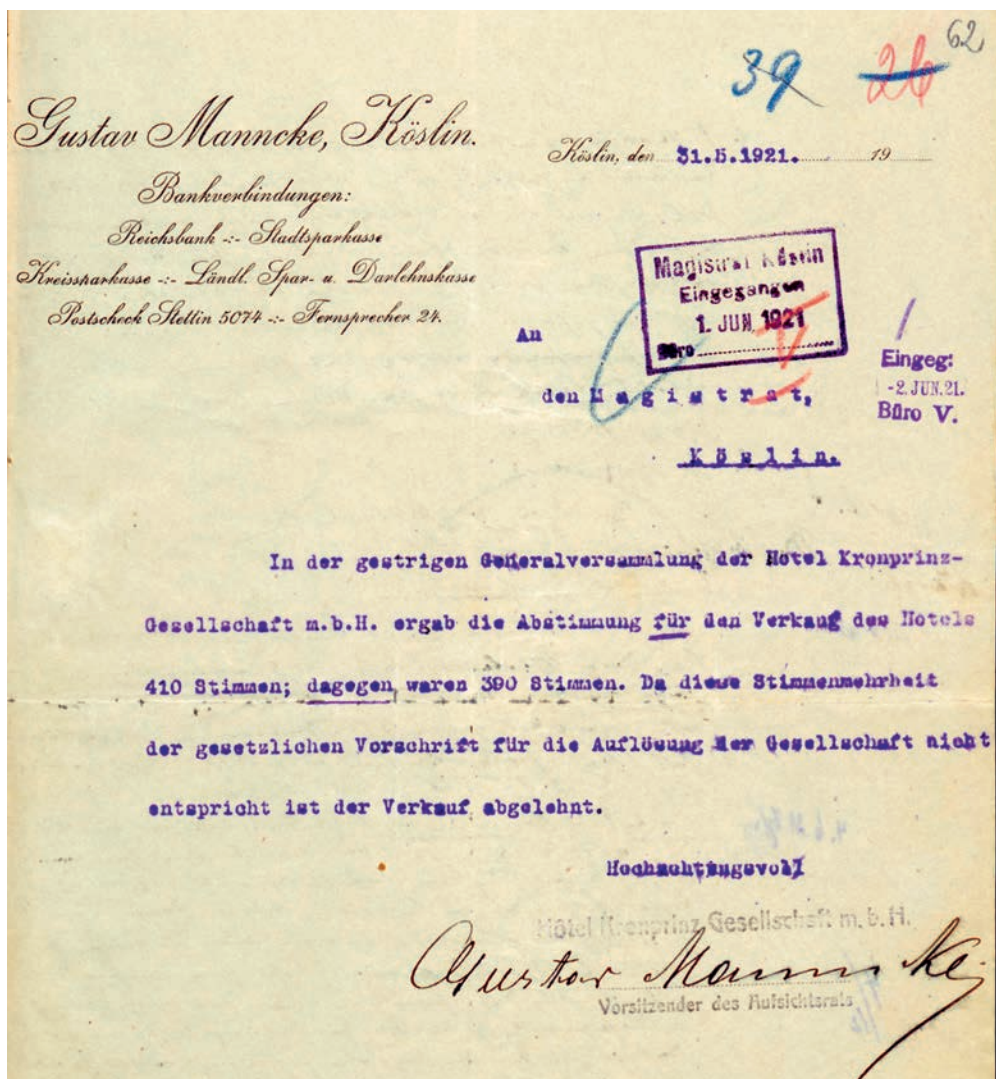 62
39 26
Gustav Manncke, Köslin.
Bankverbindungen:
Reichsbank -:- Stadtsparkasse
Kreissparkasse -:- Ländl. Spar- u. Darlehnskasse
Postscheck Stettin 5074 -:- Fernsprecher 24.
Köslin, den 31.5.1921. 19
Magistrat Köslin
Eingegangen
1. JUN. 1921
Büro V
Eingeg:
-2. JUN. 21.
Büro V.
An
den Magistrat,
Köslin.
In der gestrigen Generalversammlung der Hotel Kronprinz-
Gesellschaft m.b.H. ergab die Abstimmung für den Verkauf des Hotels
410 Stimmen; dagegen waren 390 Stimmen. Da diese Stimmenmehrheit
der gesetzlichen Vorschrift für die Auflösung der Gesellschaft nicht
entspricht ist der Verkauf abgelehnt.
Hochachtungsvoll
Hôtel Kronprinz Gesellschaft m. b. H.
Gustav Manncke
Vorsitzender des Aufsichtsrats